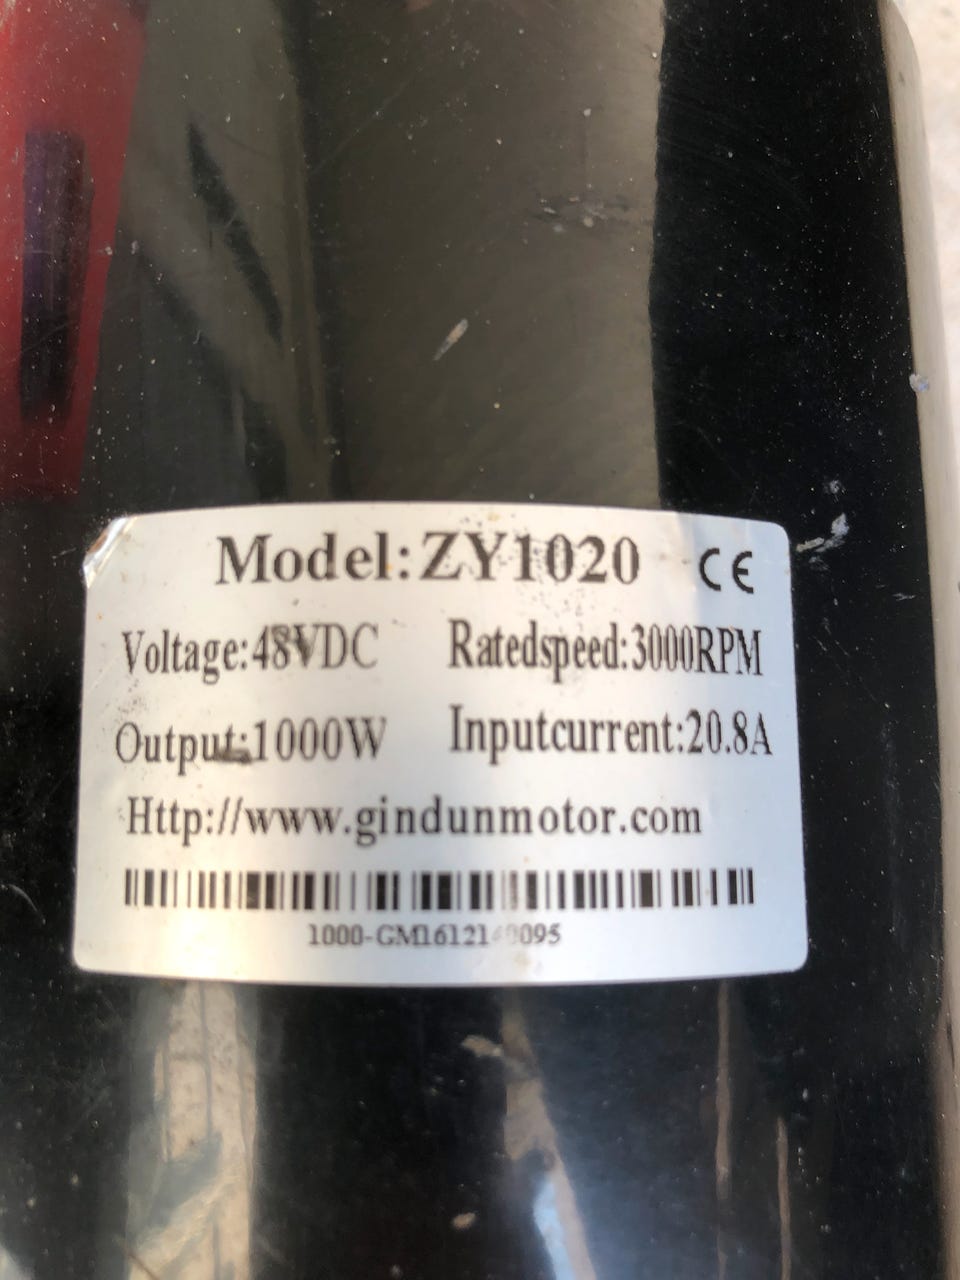 Model:ZY1020 CE
Voltage:48VDC Ratedspeed:3000RPM
Output:1000W Inputcurrent:20.8A
Http://www.gindunmotor.com